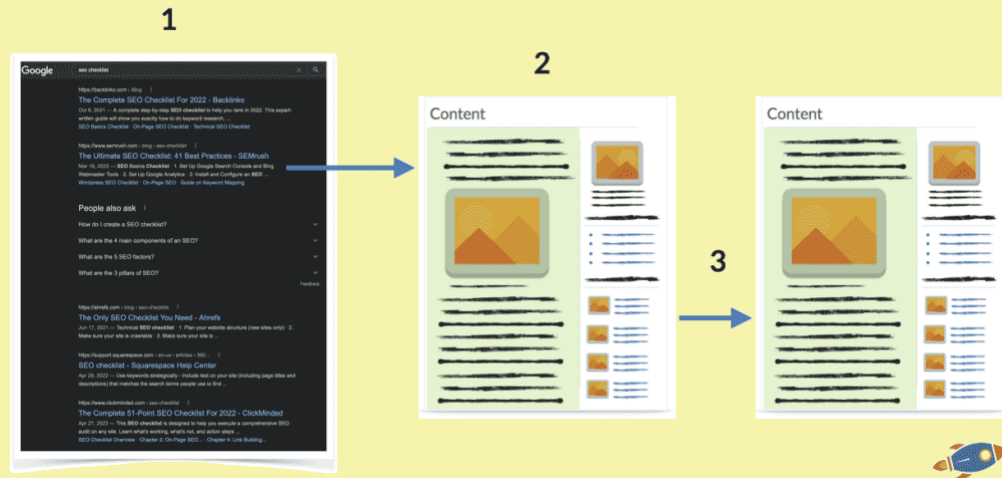 1
Google
seo checklist
https://backlinko.com › Blog
The Complete SEO Checklist For 2022 - Backlinko
Oct 6, 2021 — A complete step-by-step SEO checklist to help you rank in 2022. This expert
written guide will show you exactly how to do keyword research, ...
SEO Basics Checklist · On-Page SEO Checklist · Technical SEO Checklist
https://www.semrush.com › blog › seo-checklist
The Ultimate SEO Checklist: 41 Best Practices - SEMrush
Mar 16, 2022 — SEO Basics Checklist · 1. Set Up Google Search Console and Bing
Webmaster Tools · 2. Set Up Google Analytics · 3. Install and Configure an SEO ...
Wordpress SEO Checklist · On-Page SEO · Guide on Keyword Mapping
People also ask
How do I create a SEO checklist?
What are the 4 main components of an SEO?
What are the 5 SEO factors?
What are the 3 pillars of SEO?
Feedback
https://ahrefs.com › blog › seo-checklist
The Only SEO Checklist You Need - Ahrefs
Jun 17, 2021 — Technical SEO checklist · 1. Plan your website structure (new sites only) · 2.
Make sure your site is crawlable · 3. Make sure your site is ...
https://support.squarespace.com › en-us › articles › 360...
SEO checklist - Squarespace Help Center
Apr 29, 2022 — Use keywords strategically · Include text on your site (including page titles and
descriptions) that matches the search terms people use to find ...
https://www.clickminded.com › seo-checklist
The Complete 51-Point SEO Checklist For 2022 - ClickMinded
Apr 27, 2022 — This SEO checklist is designed to help you execute a comprehensive SEO
audit on any site. Learn what's working, what's not, and action steps ...
SEO Checklist Overview · Chapter 3: On-Page SEO... · Chapter 4: Link Building...
2
Content
3
Content